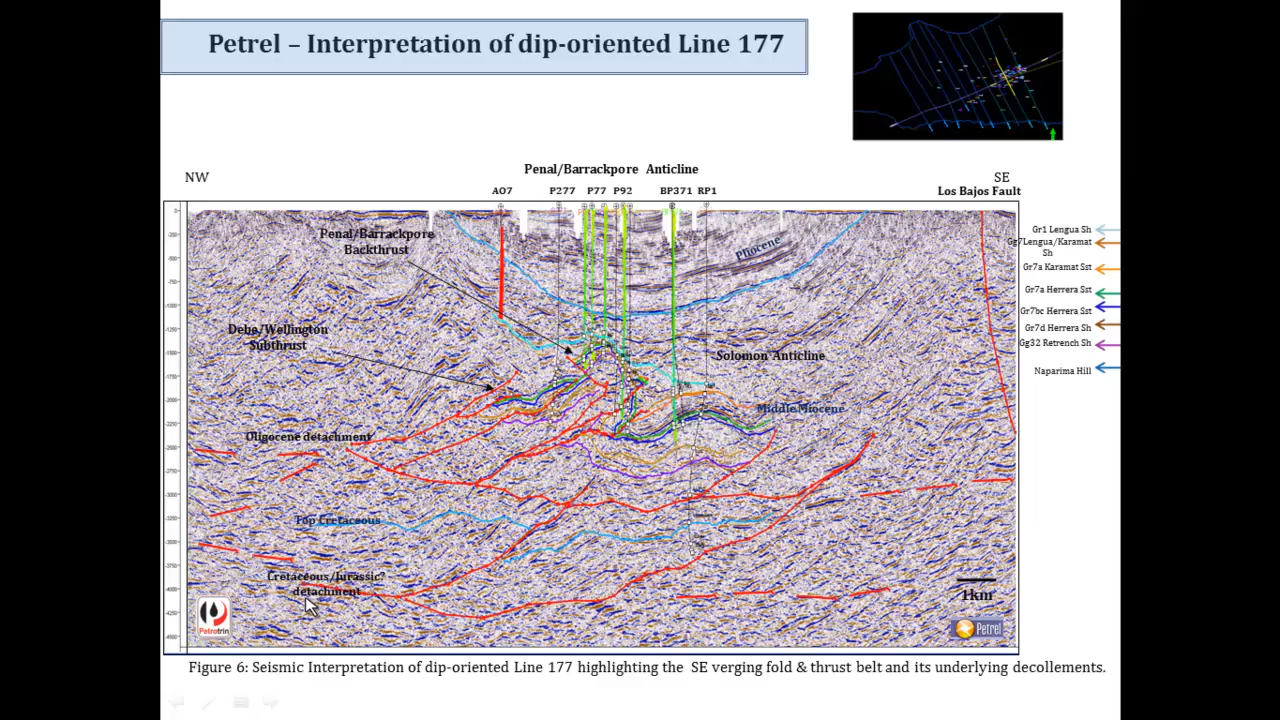 Petrel – Interpretation of dip-oriented Line 177
Penal/Barrackpore Anticline
NW
SE
AO7
P277
P77
P92
BP371
RP1
Los Bajos Fault
Penal/Barrackpore
Backthrust
Pliocene
Debe/Wellington
Subthrust
Solomon Anticline
Middle Miocene
Oligocene detachment
Top Cretaceous
Cretaceous/Jurassic?
detachment
1km
Petrotrin
Petrel
Gr1 Lengua Sh
Gg7Lengua/Karamat
Sh
Gr7a Karamat Sst
Gr7a Herrera Sst
Gr7bc Herrera Sst
Gr7d Herrera Sh
Gg32 Retrench Sh
Naparima Hill
Figure 6: Seismic Interpretation of dip-oriented Line 177 highlighting the SE verging fold & thrust belt and its underlying decollements.